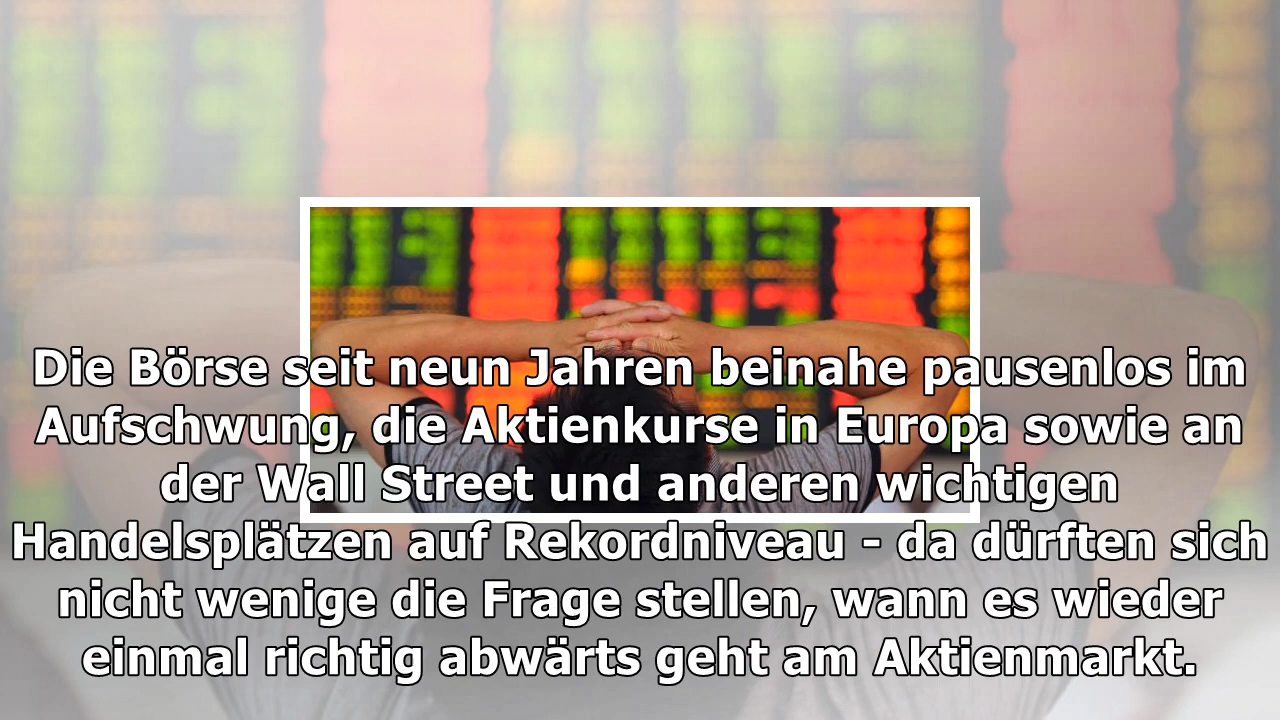 Die Börse seit neun Jahren beinahe pausenlos im
Aufschwung, die Aktienkurse in Europa sowie an
der Wall Street und anderen wichtigen
Handelsplätzen auf Rekordniveau - da dürften sich
nicht wenige die Frage stellen, wann es wieder
einmal richtig abwärts geht am Aktienmarkt.